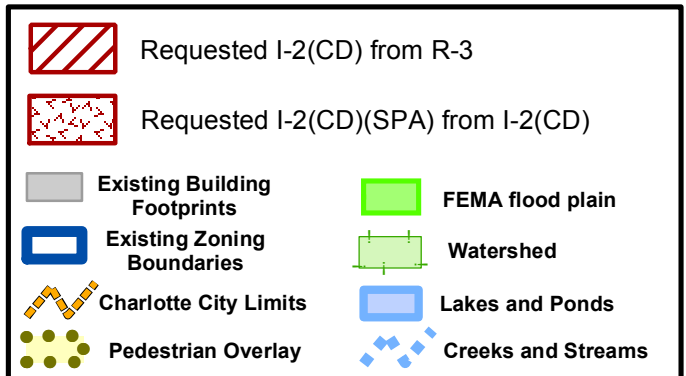 Requested I-2(CD) from R-3
Requested I-2(CD)(SPA) from I-2(CD)
Existing Building
Footprints
Existing Zoning
Boundaries
Charlotte City Limits
Pedestrian Overlay
FEMA flood plain
Watershed
Lakes and Ponds
Creeks and Streams